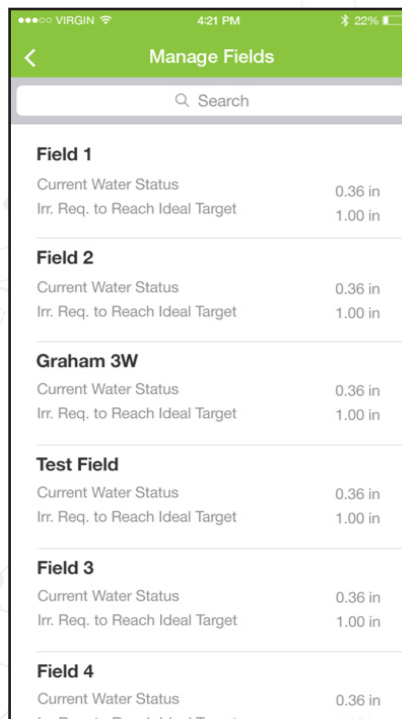 VIRGIN 4:21 PM 22%
Manage Fields
Search
Field 1
Current Water Status 0.36 in
Irr. Req. to Reach Ideal Target 1.00 in
Field 2
Current Water Status 0.36 in
Irr. Req. to Reach Ideal Target 1.00 in
Graham 3W
Current Water Status 0.36 in
Irr. Req. to Reach Ideal Target 1.00 in
Test Field
Current Water Status 0.36 in
Irr. Req. to Reach Ideal Target 1.00 in
Field 3
Current Water Status 0.36 in
Irr. Req. to Reach Ideal Target 1.00 in
Field 4
Current Water Status 0.36 in